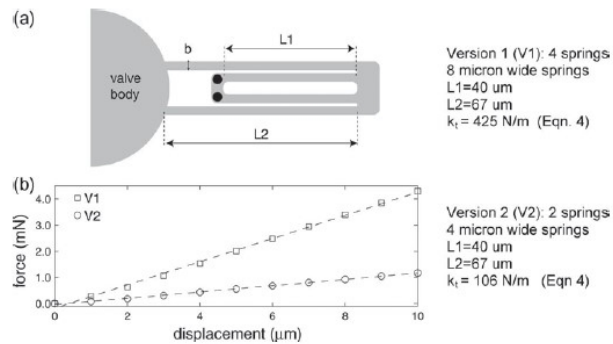 (a)
L1
b
valve
body
L2
Version 1 (V1): 4 springs
8 micron wide springs
L1=40 um
L2=67 um
kt = 425 N/m (Eqn. 4)
(b)
V1
V2
force (mN)
4.0
3.0
2.0
1.0
0.00
0 2 4 6 8 10
displacement (μm)
Version 2 (V2): 2 springs
4 micron wide springs
L1=40 um
L2=67 um
kt = 106 N/m (Eqn 4)